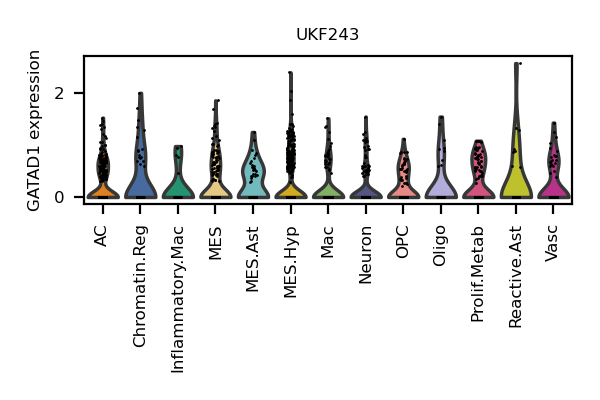 UKF243
GATAD1 expression
2
0
AC
Chromatin.Reg
Inflammatory.Mac
MES
MES.Ast
MES.Hyp
Mac
Neuron
OPC
Oligo
Prolif.Metab
Reactive.Ast
Vasc